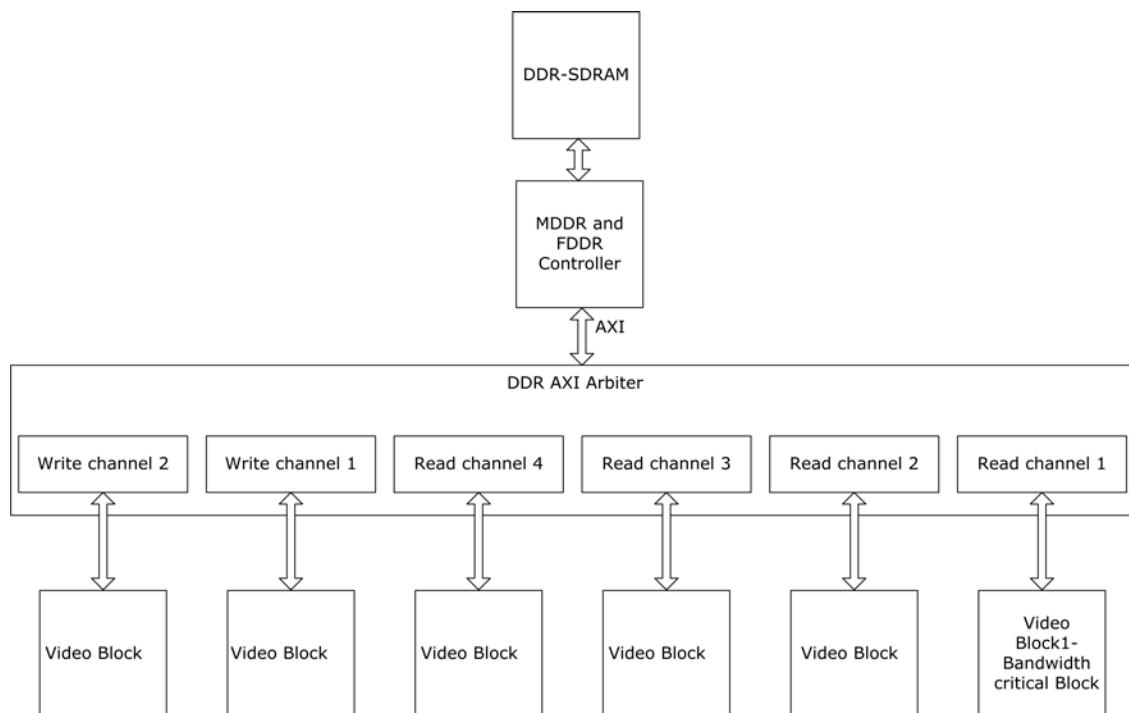 DDR-SDRAM
MDDR and
FDDR
Controller
AXI
DDR AXI Arbiter
Write channel 2
Write channel 1
Read channel 4
Read channel 3
Read channel 2
Read channel 1
Video Block
Video Block
Video Block
Video Block
Video Block
Video
Block1-
Bandwidth
critical Block